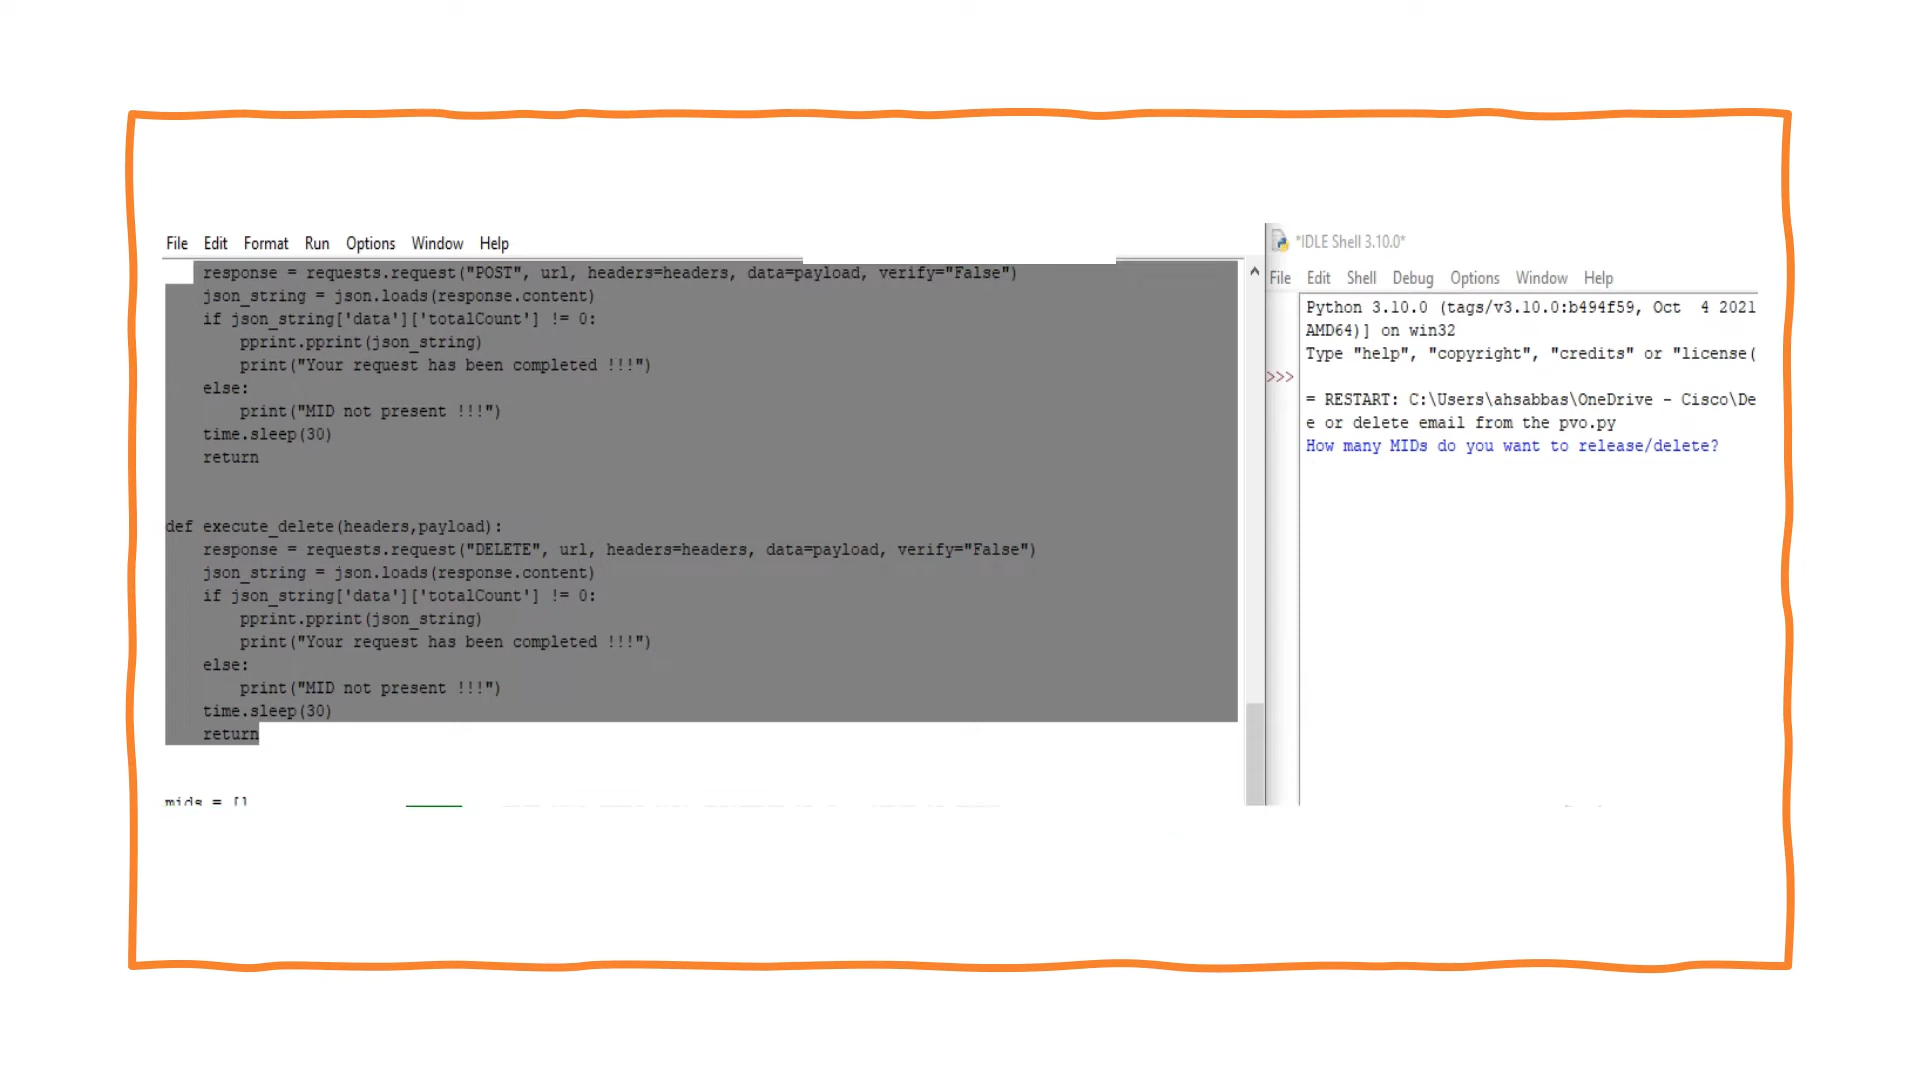 File Edit Format Run Options Window Help
response = requests.request("POST", url, headers=headers, data=payload, verify="False")
json_string = json.loads(response.content)
if json_string['data']['totalCount'] != 0:
pprint.pprint(json_string)
print("Your request has been completed !!!")
else:
print("MID not present !!!")
time.sleep(30)
return
def execute_delete(headers,payload):
response = requests.request("DELETE", url, headers=headers, data=payload, verify="False")
json_string = json.loads(response.content)
if json_string['data']['totalCount'] != 0:
pprint.pprint(json_string)
print("Your request has been completed !!!")
else:
print("MID not present !!!")
time.sleep(30)
return
mids = []
*IDLE Shell 3.10.0*
File Edit Shell Debug Options Window Help
Python 3.10.0 (tags/v3.10.0:b494f59, Oct 4 2021
AMD64)] on win32
Type "help", "copyright", "credits" or "license(
>>>
= RESTART: C:\Users\ahsabbas\OneDrive - Cisco\De
e or delete email from the pvo.py
How many MIDs do you want to release/delete?